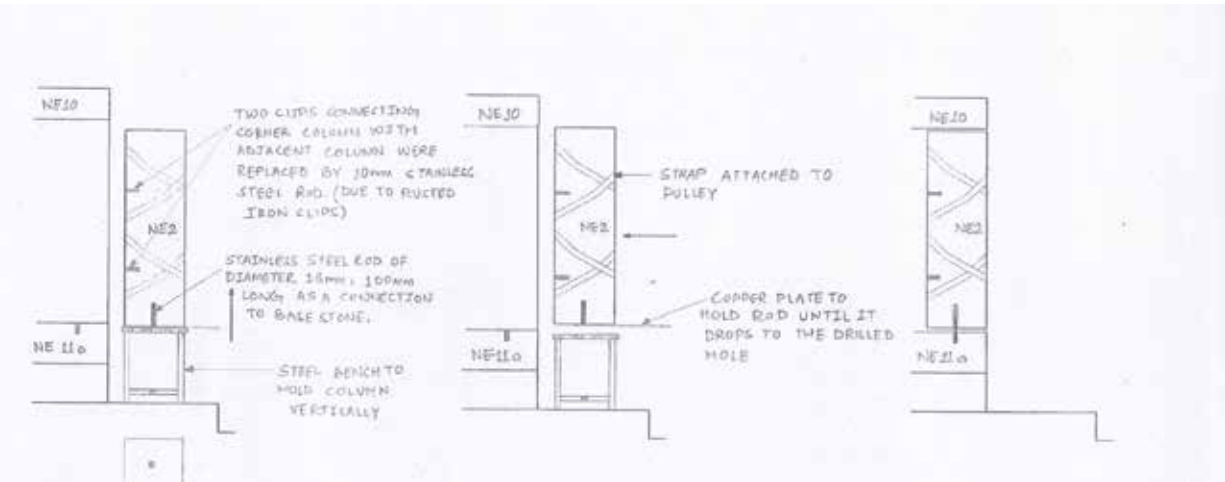 NE10
TWO CLIPS CONNECTING
CORNER COLUMN WITH
ADJACENT COLUMN WERE
REPLACED BY 10mm STAINLESS
STEEL ROD. (DUE TO RUSTED
IRON CLIPS)
NE2
STAINLESS STEEL ROD OF
DIAMETER 16mm, 100mm
LONG AS A CONNECTION
TO BASE STONE.
NE 11a
STEEL BENCH TO
HOLD COLUMN
VERTICALLY
NE10
STRAP ATTACHED TO
PULLEY
NE2
COPPER PLATE TO
HOLD ROD UNTIL IT
DROPS TO THE DRILLED
HOLE
NE11a
NE10
NE2
NE11a